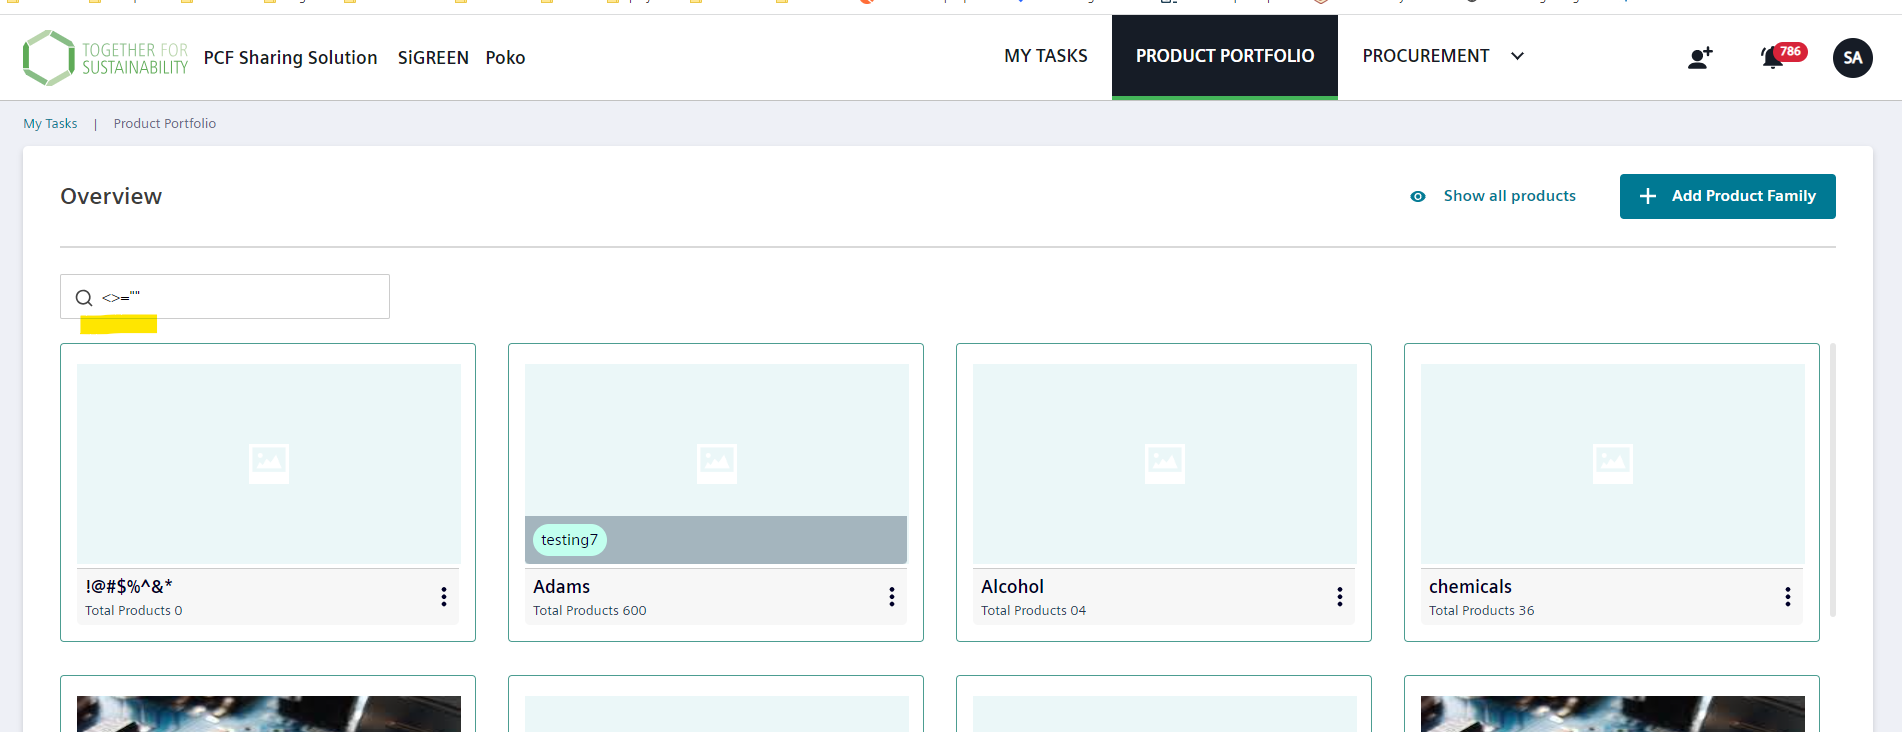 TOGETHER FOR
SUSTAINABILITY
PCF Sharing Solution SiGREEN Poko
MY TASKS PRODUCT PORTFOLIO PROCUREMENT
786
SA
My Tasks | Product Portfolio
Overview
Show all products
+ Add Product Family
<>=""
testing7
!@#$%^&* Adams Alcohol chemicals
Total Products 0 Total Products 600 Total Products 04 Total Products 36